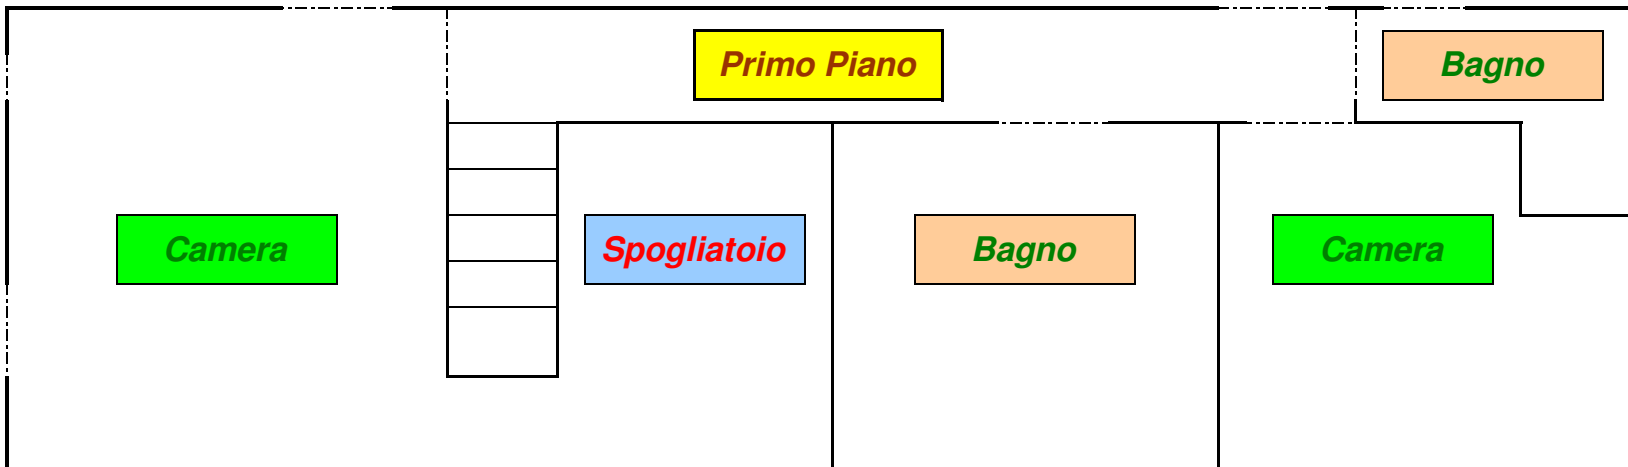 Primo Piano
Bagno
Camera
Spogliatoio
Bagno
Camera